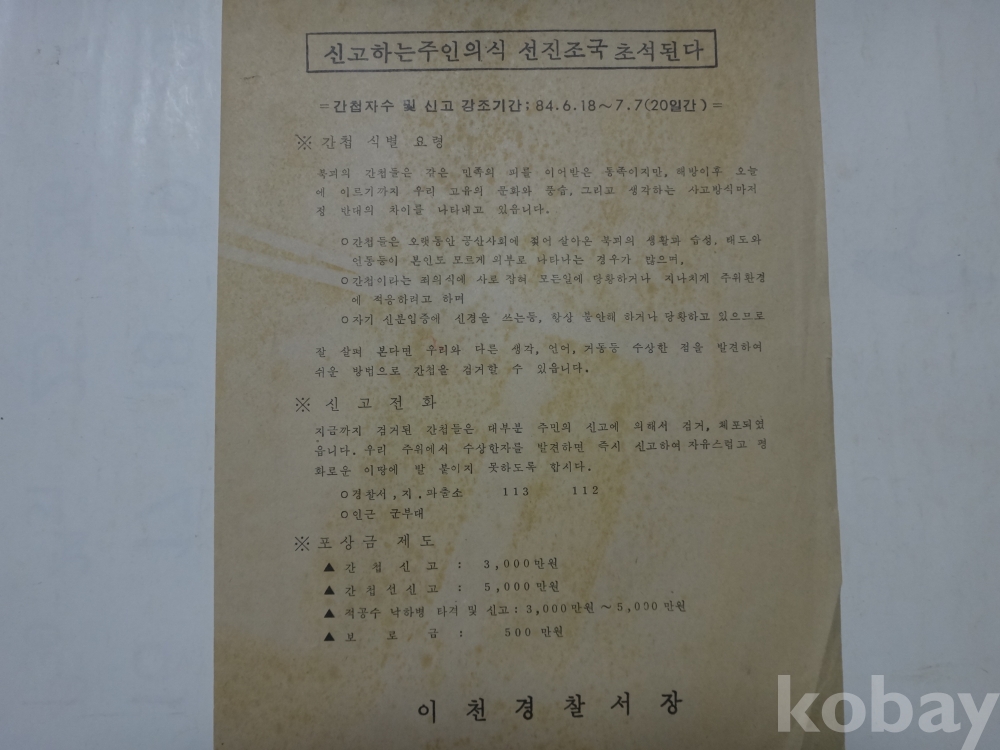 신고하는주인의식 선진조국 초석된다
=간첩자수 및 신고 강조기간: 84.6.18~7.7(20일간)=
※ 간첩 식별 요령
북괴의 간첩들은 같은 민족의 피를 이어받은 동족이지만, 해방이후 오늘
에 이르기까지 우리 고유의 문화와 풍습, 그리고 생각하는 사고방식마저
정 반대의 차이를 나타내고 있읍니다.
○간첩들은 오랫동안 공산사회에 젖어 살아온 북괴의 생활과 습성, 태도와
언동등이 본인도 모르게 외부로 나타나는 경우가 많으며,
○간첩이라는 죄의식에 사로 잡혀 모든일에 당황하거나 지나치게 주위환경
에 적응하려고 하며
○자기 신분입증에 신경을 쓰는등, 항상 불안해 하거나 당황하고 있으므로
잘 살펴 본다면 우리와 다른 생각, 언어, 거동등 수상한 점을 발견하여
쉬운 방법으로 간첩을 검거할 수 있읍니다.
※ 신고전화
지금까지 검거된 간첩들은 대부분 주민의 신고에 의해서 검거, 체포되었
읍니다. 우리 주위에서 수상한자를 발견하면 즉시 신고하여 자유스럽고 평
화로운 이땅에 발 붙이지 못하도록 합시다.
○경찰서, 지.파출소 113 112
○인근 군부대
※포상금 제도
▲ 간첩신고 : 3,000만원
▲ 간첩선신고 : 5,000만원
▲ 적공수 낙하병 타격 및 신고: 3,000만원 ~ 5,000만원
▲ 보로금 : 500만원
이천경찰서장
kobay